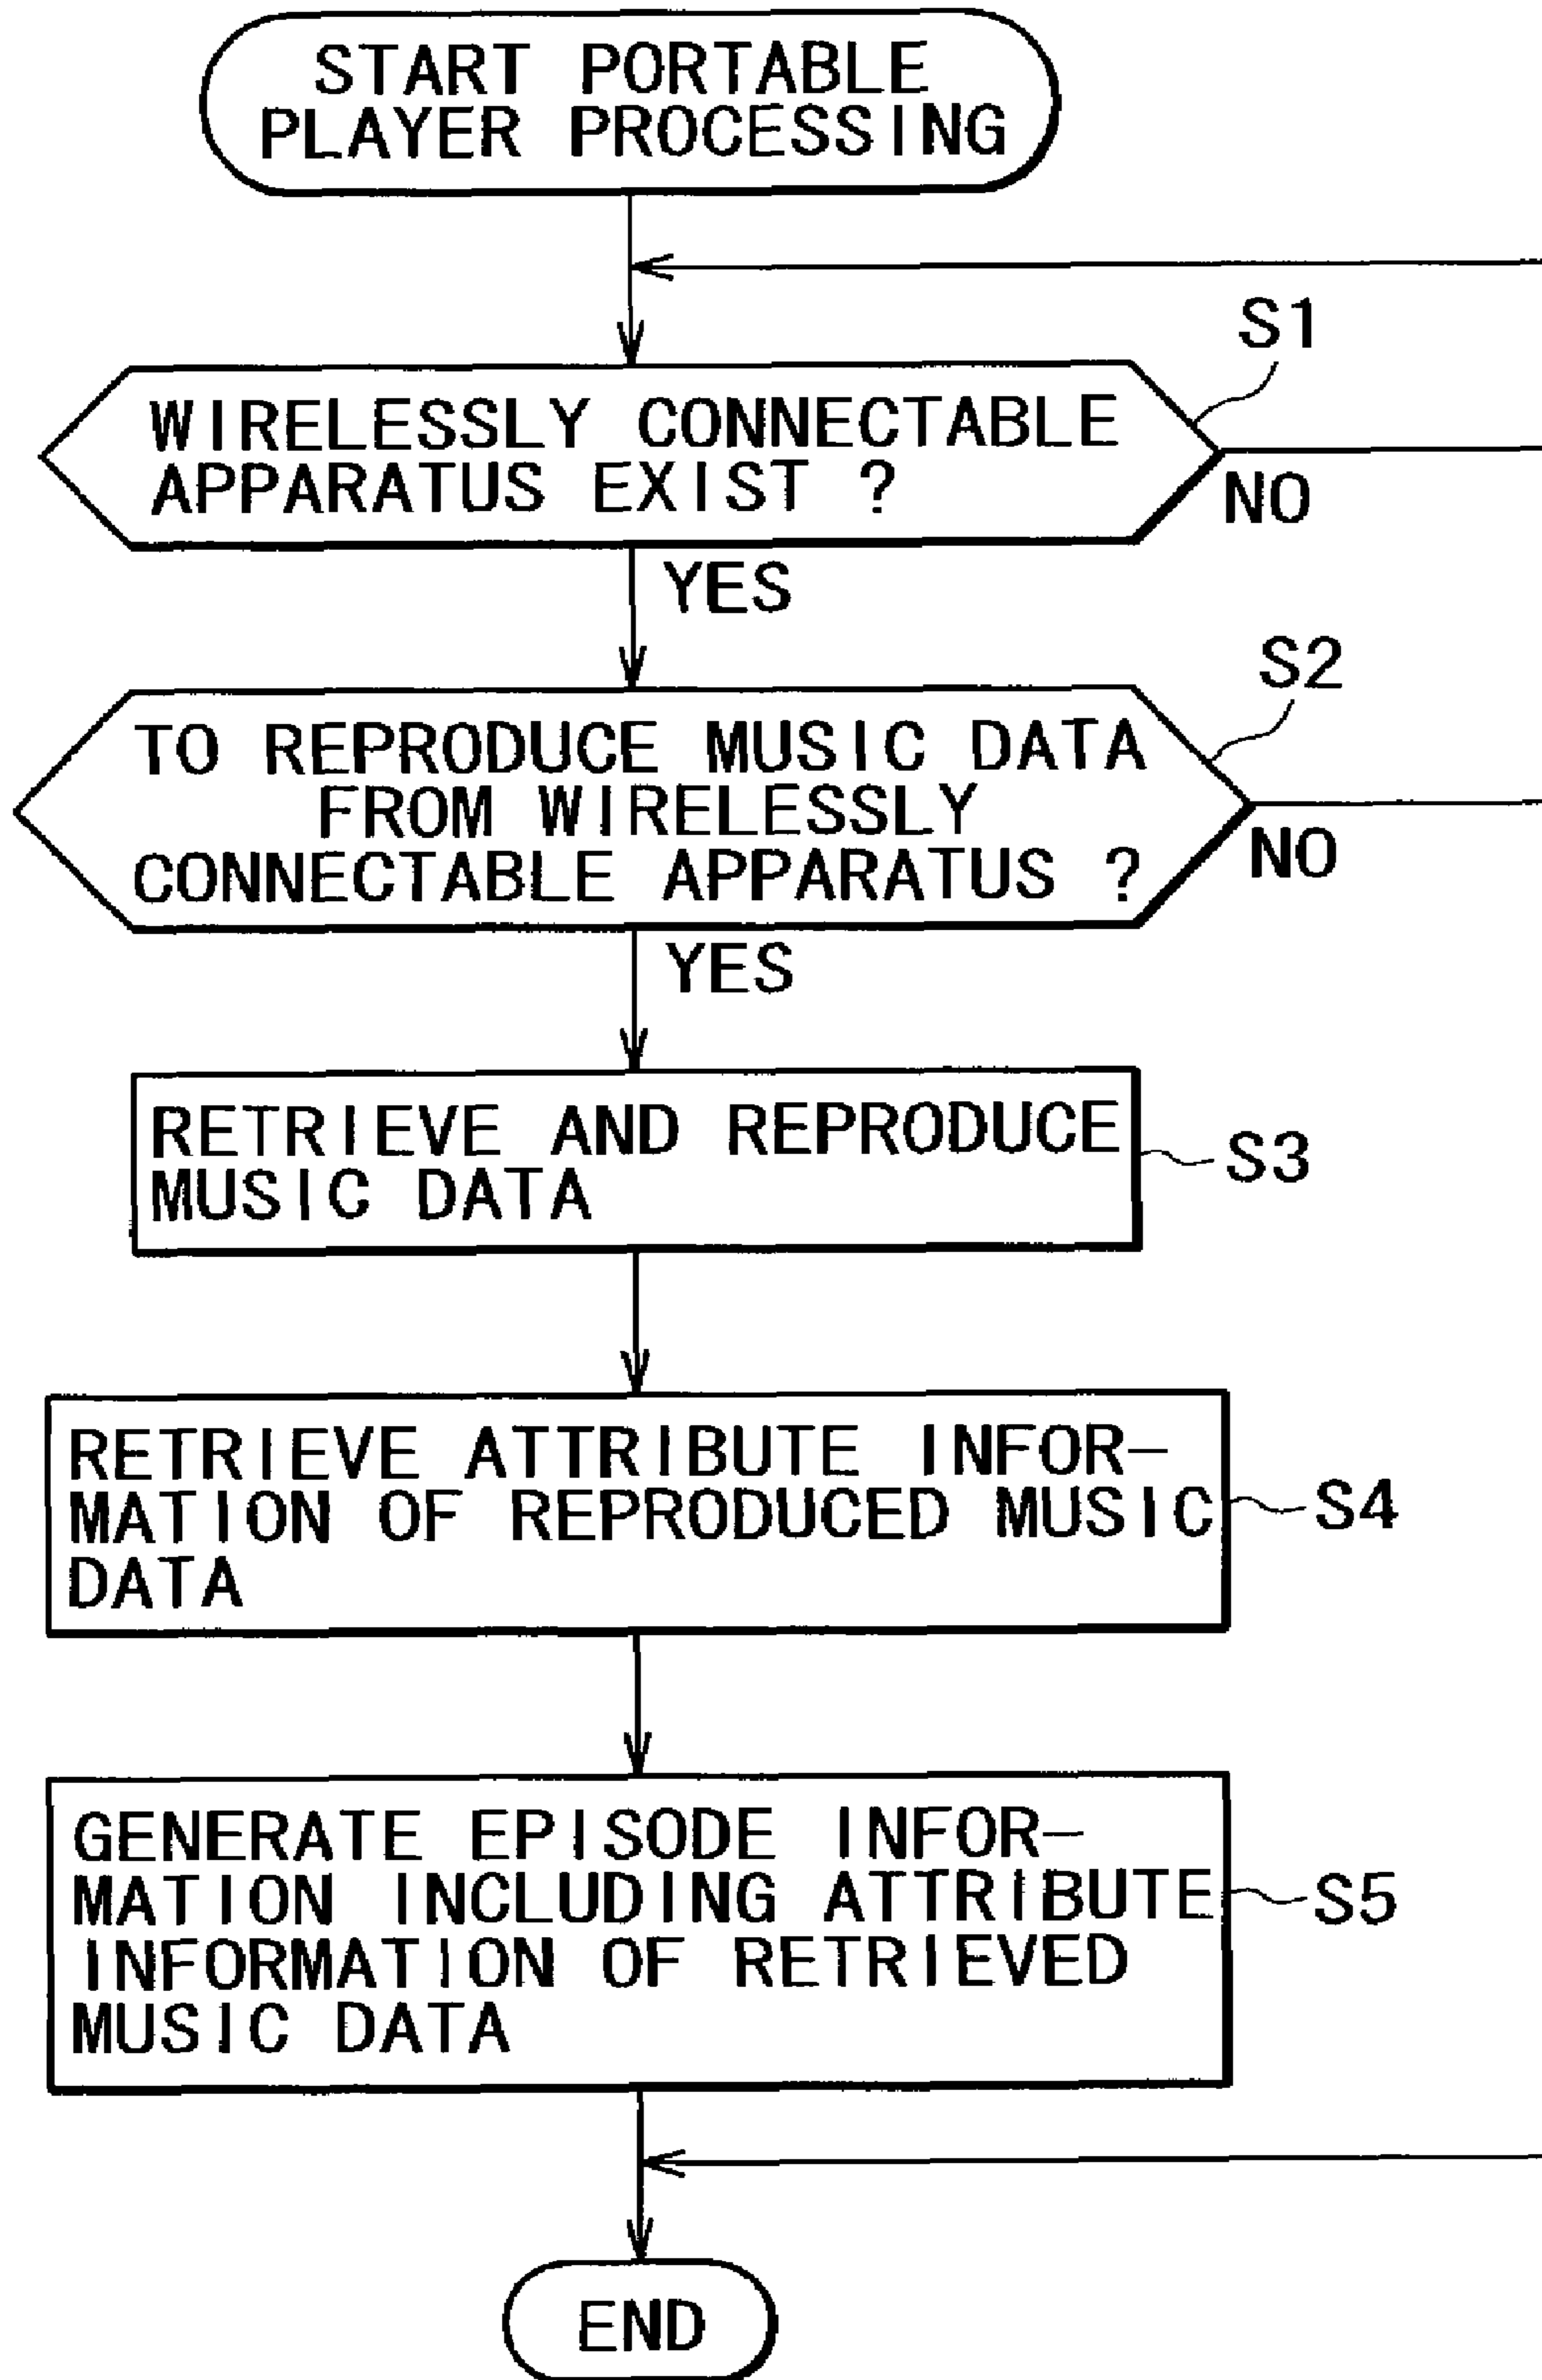 START PORTABLE
PLAYER PROCESSING
S1
WIRELESSLY CONNECTABLE
APPARATUS EXIST ?
NO
YES
S2
TO REPRODUCE MUSIC DATA
FROM WIRELESSLY
CONNECTABLE APPARATUS ?
NO
YES
RETRIEVE AND REPRODUCE
MUSIC DATA
S3
RETRIEVE ATTRIBUTE INFOR-
MATION OF REPRODUCED MUSIC
DATA
S4
GENERATE EPISODE INFOR-
MATION INCLUDING ATTRIBUTE
INFORMATION OF RETRIEVED
MUSIC DATA
S5
END